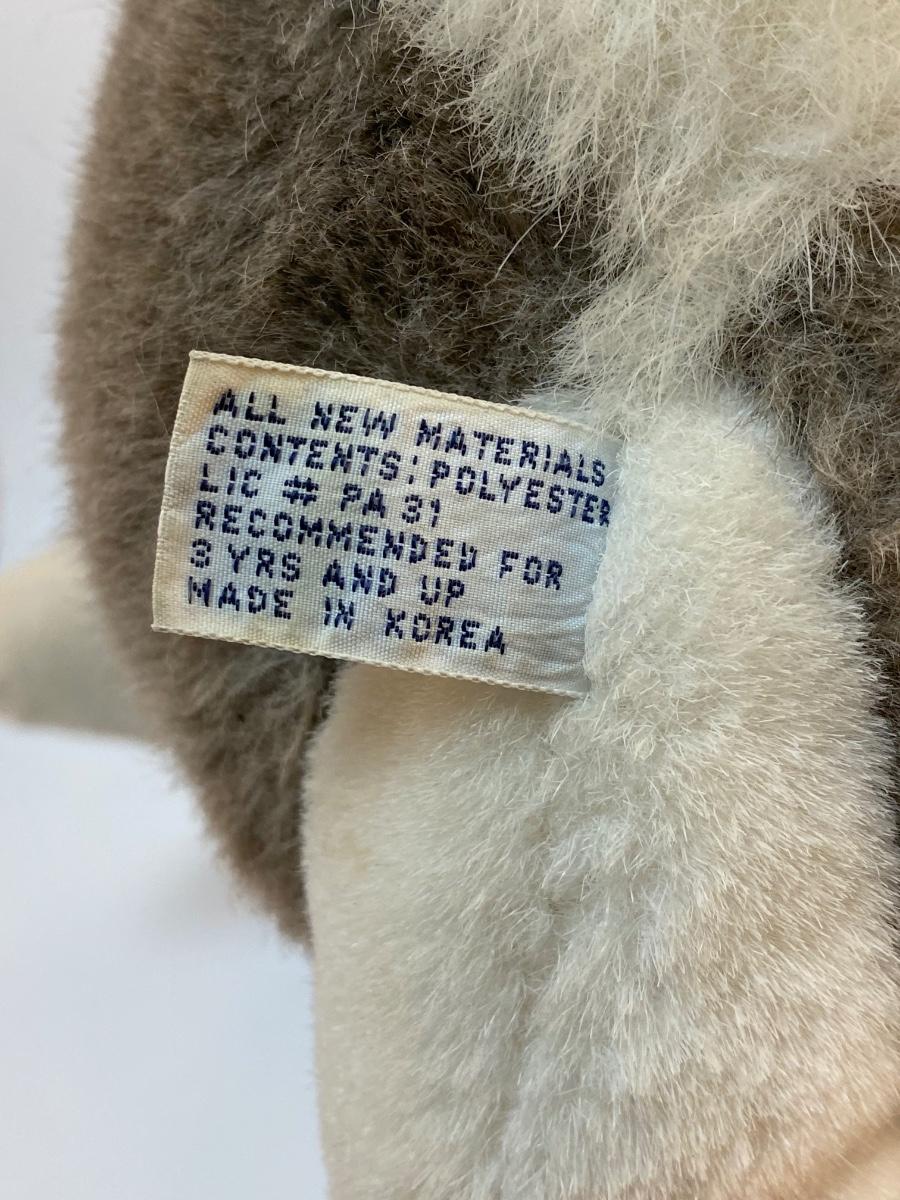 ALL NEW MATERIALS
CONTENTS: POLYESTER
LIC # PA 31
RECOMMENDED FOR
3 YRS AND UP
MADE IN KOREA